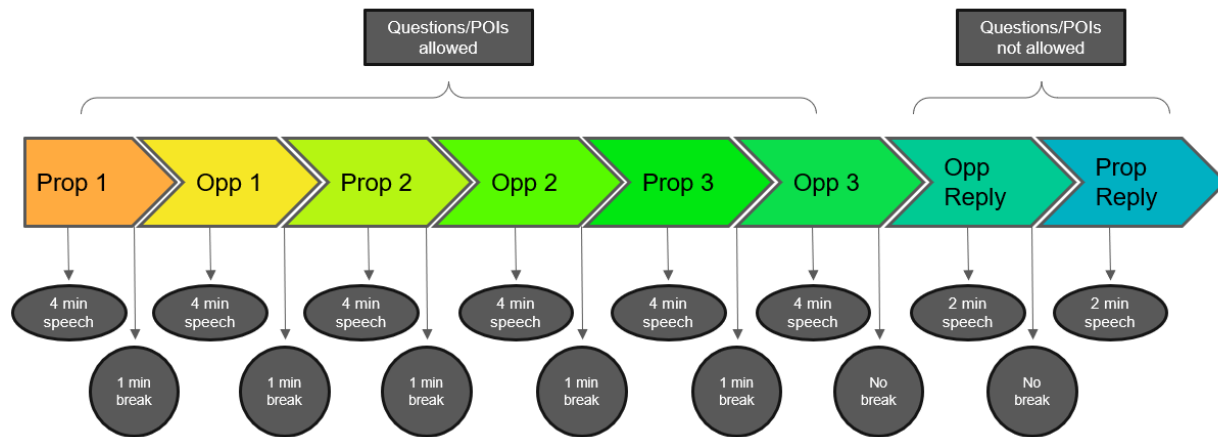 Questions/POIs
allowed
Questions/POIs
not allowed
Prop 1
Opp 1
Prop 2
Opp 2
Prop 3
Opp 3
Opp
Reply
Prop
Reply
4 min
speech
4 min
speech
4 min
speech
4 min
speech
4 min
speech
4 min
speech
2 min
speech
2 min
speech
1 min
break
1 min
break
1 min
break
1 min
break
1 min
break
No
break
No
break